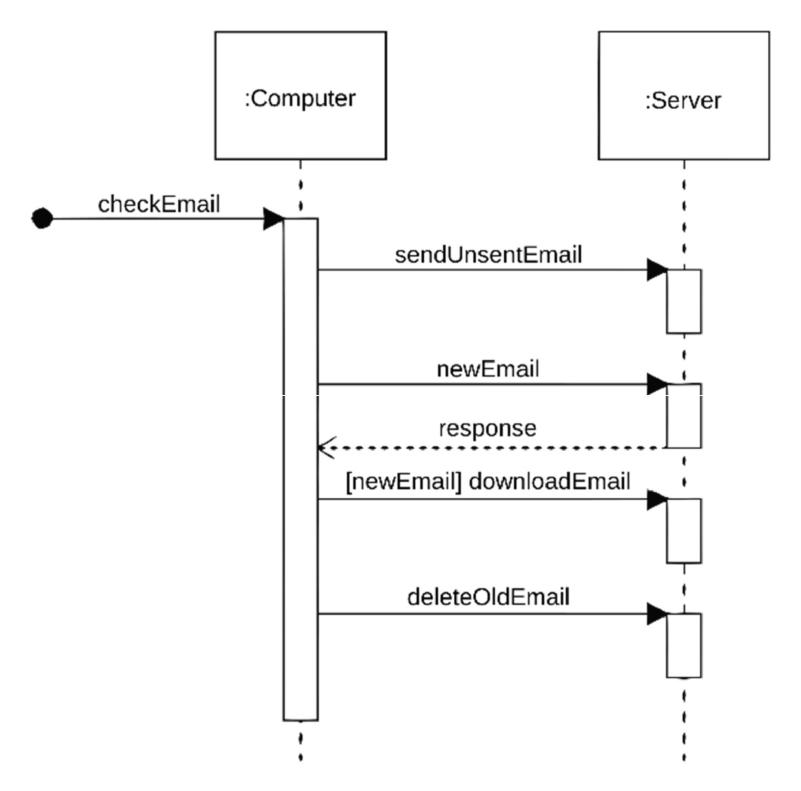 :Computer
:Server
checkEmail
sendUnsentEmail
newEmail
response
[newEmail] downloadEmail
deleteOldEmail